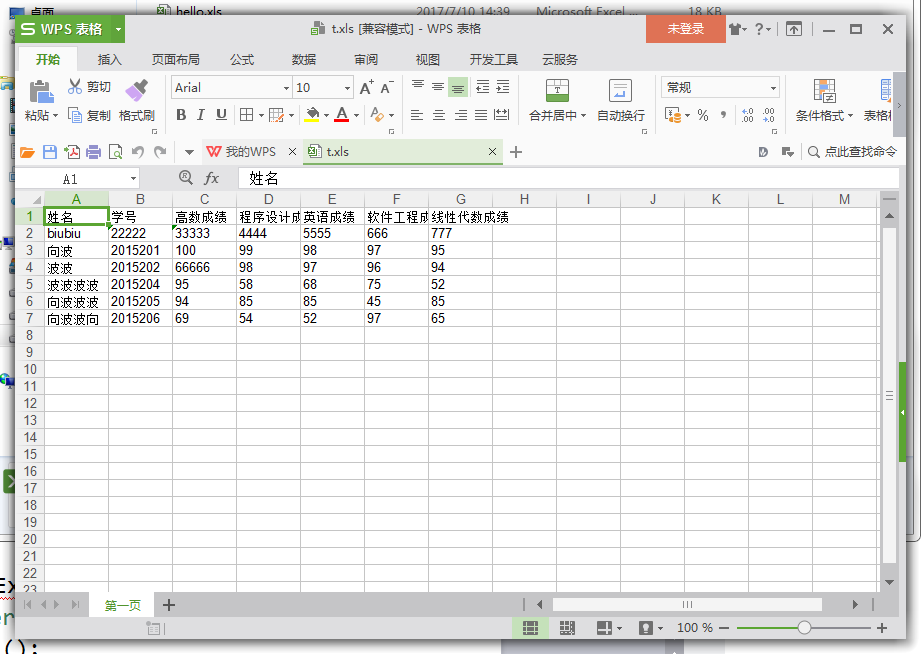 桌面 hello.xls 2017/7/10 14:39 Microsoft Excel ... 18 KB
S WPS 表格 t.xls [兼容模式] - WPS 表格 未登录 ?
开始 插入 页面布局 公式 数据 审阅 视图 开发工具 云服务
剪切 Arial 10 A+ A- 常规
粘贴 复制 格式刷 B I U A 合并居中 自动换行 % , 条件格式 表格
我的WPS × t.xls × + 点此查找命令
A1 fx 姓名
A B C D E F G H I J K L M
1 姓名 学号 高数成绩 程序设计成 英语成绩 软件工程成 线性代数成绩
2 biubiu 22222 33333 4444 5555 666 777
3 向波 2015201 100 99 98 97 95
4 波波 2015202 66666 98 97 96 94
5 波波波波 2015204 95 58 68 75 52
6 向波波波 2015205 94 85 85 45 85
7 向波波向 2015206 69 54 52 97 65
8
9
10
11
12
13
14
15
16
17
18
19
20
21
22
23
第一页 +
100 % — +
();